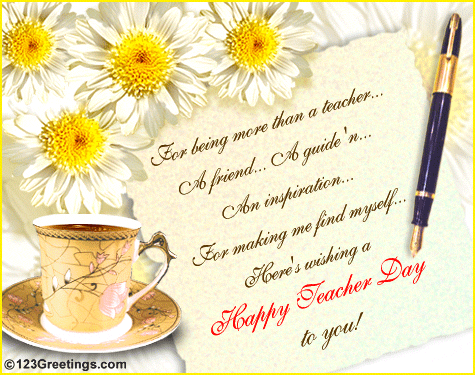 For being more than a teacher...
A friend... A guide'n...
An inspiration...
For making me find myself...
Here's wishing a
Happy Teacher Day
to you!
©123Greetings.com